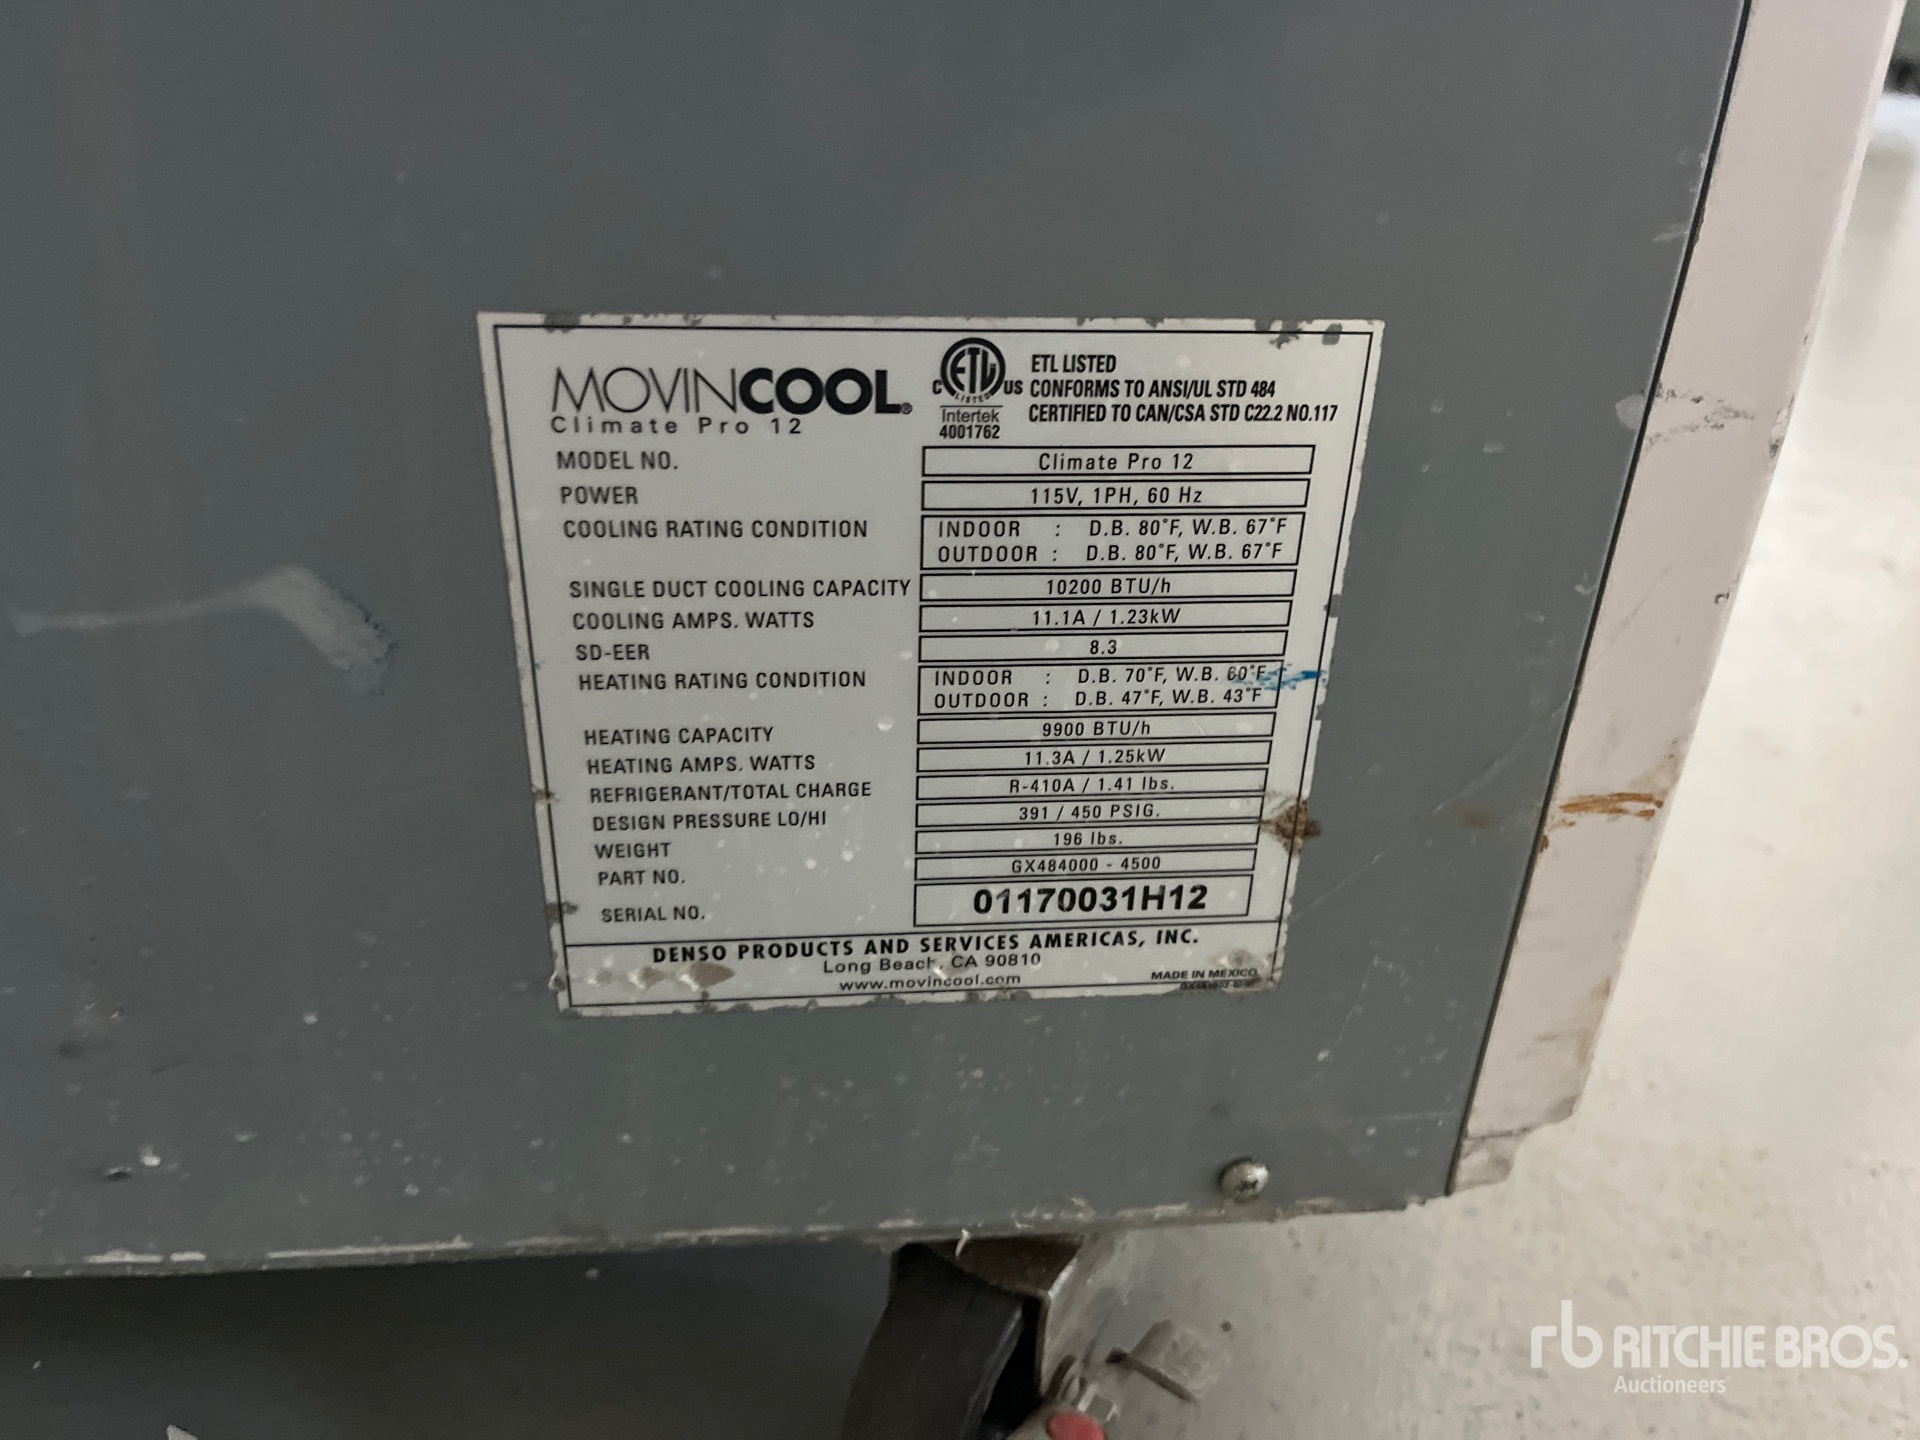 MOVINCOOL®
Climate Pro 12
C ETL LISTED US
Intertek
4001762
ETL LISTED
CONFORMS TO ANSI/UL STD 484
CERTIFIED TO CAN/CSA STD C22.2 NO.117
MODEL NO. Climate Pro 12
POWER 115V, 1PH, 60 Hz
COOLING RATING CONDITION INDOOR : D.B. 80°F, W.B. 67°F
OUTDOOR : D.B. 80°F, W.B. 67°F
SINGLE DUCT COOLING CAPACITY 10200 BTU/h
COOLING AMPS. WATTS 11.1A / 1.23kW
SD-EER 8.3
HEATING RATING CONDITION INDOOR : D.B. 70°F, W.B. 60°F
OUTDOOR : D.B. 47°F, W.B. 43°F
HEATING CAPACITY 9900 BTU/h
HEATING AMPS. WATTS 11.3A / 1.25kW
REFRIGERANT/TOTAL CHARGE R-410A / 1.41 lbs.
DESIGN PRESSURE LO/HI 391 / 450 PSIG.
WEIGHT 196 lbs.
PART NO. GX484000 - 4500
SERIAL NO. 01170031H12
DENSO PRODUCTS AND SERVICES AMERICAS, INC.
Long Beach, CA 90810
www.movincool.com
MADE IN MEXICO
rb RITCHIE BROS.
Auctioneers